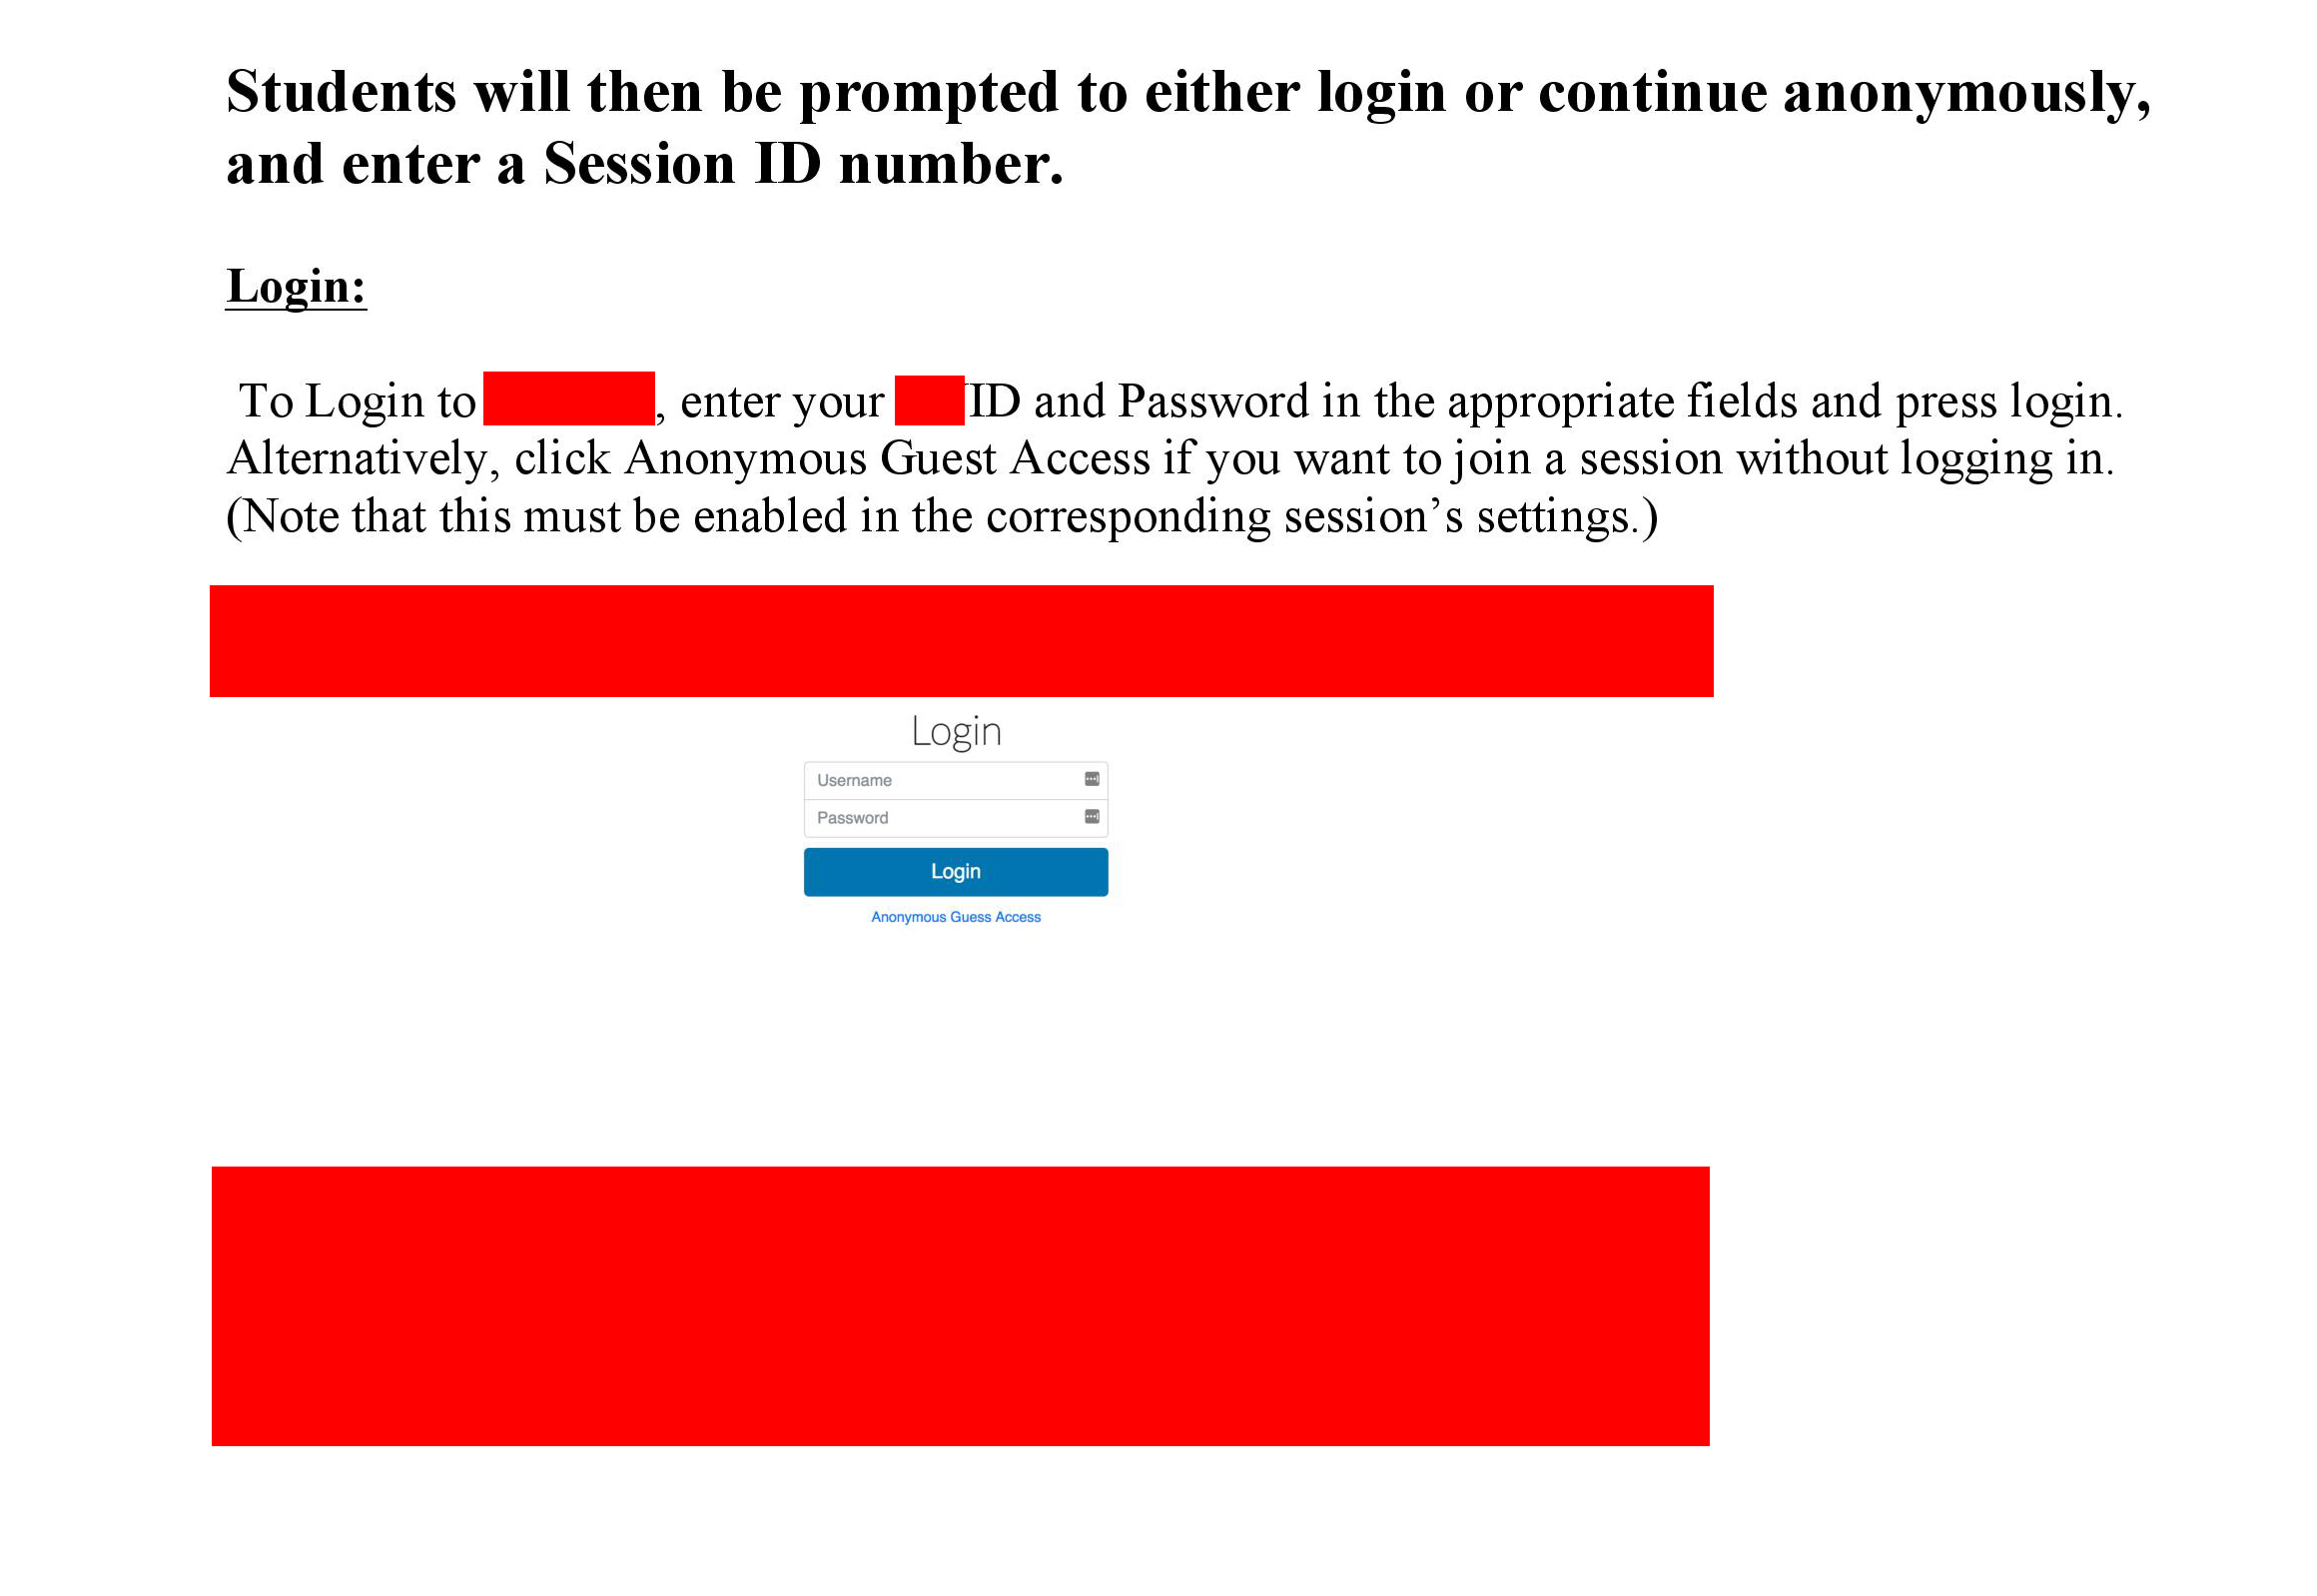 Students will then be prompted to either login or continue anonymously,
and enter a Session ID number.
Login:
To Login to , enter your ID and Password in the appropriate fields and press login.
Alternatively, click Anonymous Guest Access if you want to join a session without logging in.
(Note that this must be enabled in the corresponding session’s settings.)
Login
Username
Password
Login
Anonymous Guess Access